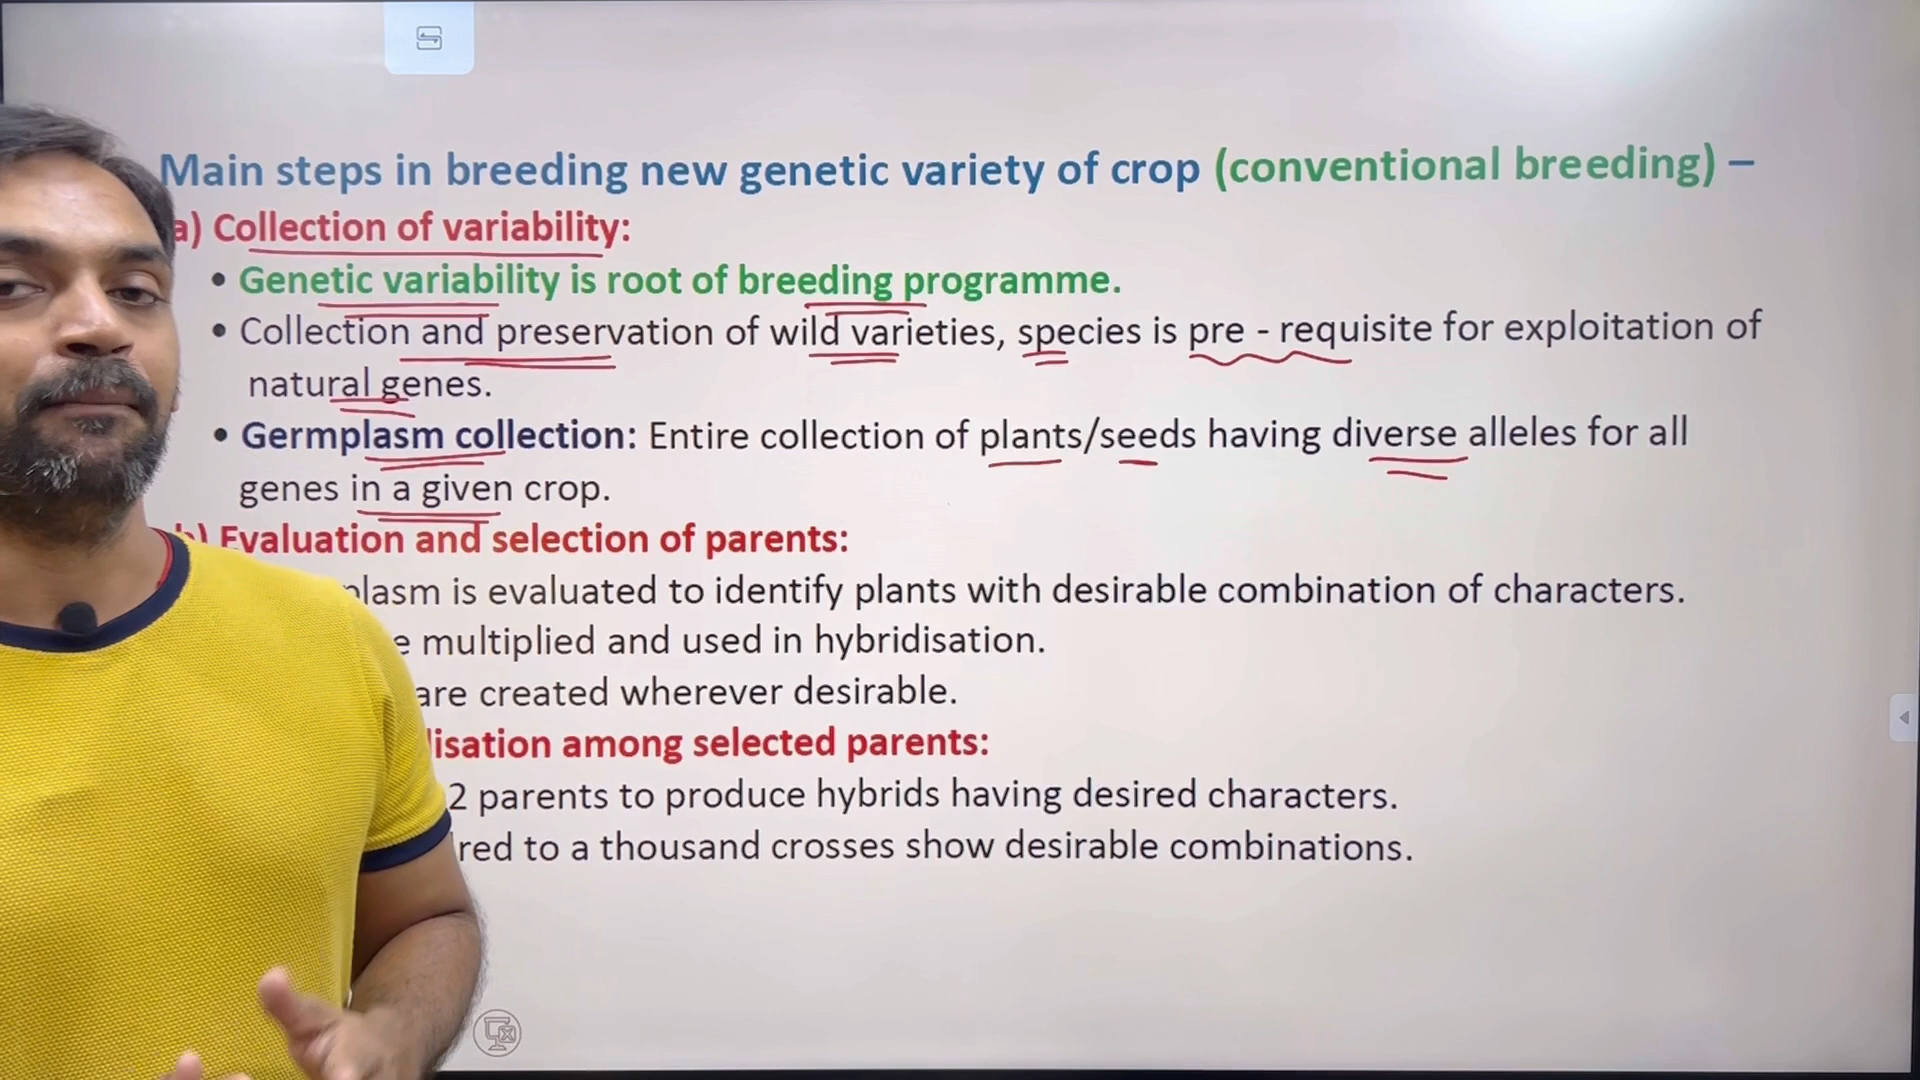 Main steps in breeding new genetic variety of crop (conventional breeding) –
a) Collection of variability:
• Genetic variability is root of breeding programme.
• Collection and preservation of wild varieties, species is pre - requisite for exploitation of
natural genes.
• Germplasm collection: Entire collection of plants/seeds having diverse alleles for all
genes in a given crop.
Evaluation and selection of parents:
is evaluated to identify plants with desirable combination of characters.
multiplied and used in hybridisation.
are created wherever desirable.
among selected parents:
2 parents to produce hybrids having desired characters.
to a thousand crosses show desirable combinations.